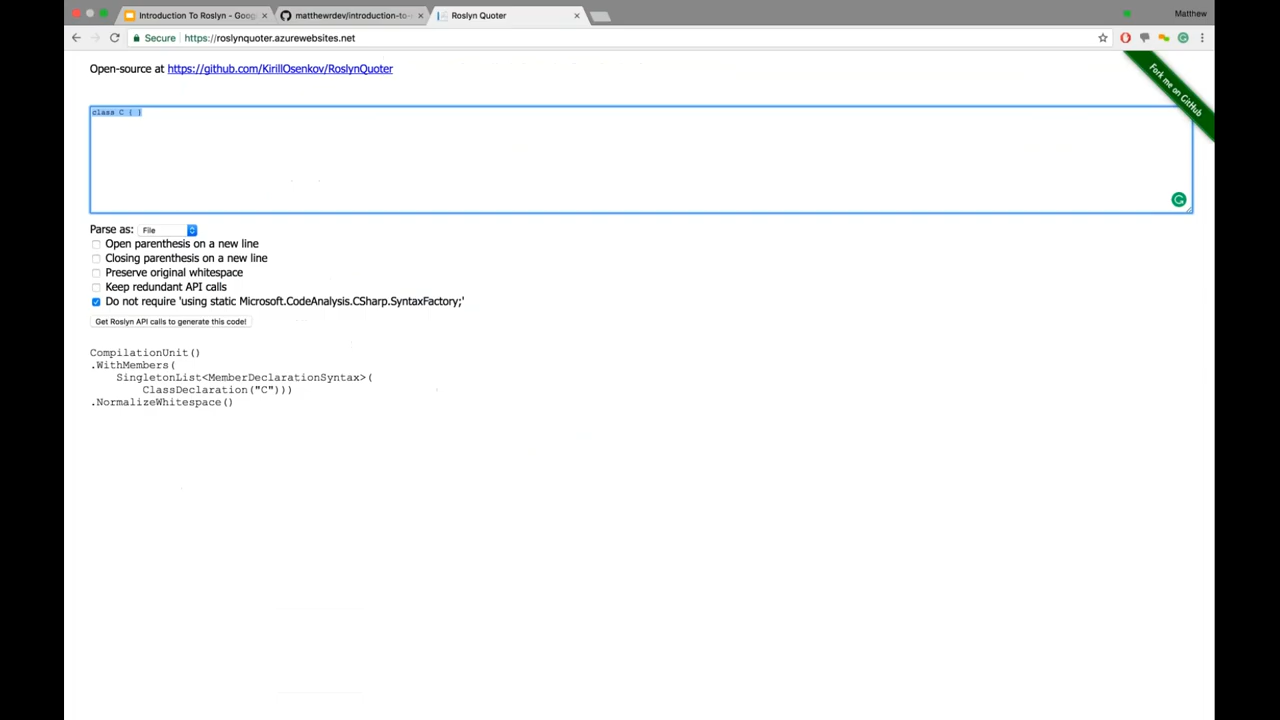 Introduction To Roslyn - Goog
matthewrdev/introduction-to-
Roslyn Quoter
Matthew
Secure
https://roslynquoter.azurewebsites.net
Open-source at https://github.com/KirillOsenkov/RoslynQuoter
Fork me on GitHub
class C { }
Parse as: File
Open parenthesis on a new line
Closing parenthesis on a new line
Preserve original whitespace
Keep redundant API calls
Do not require 'using static Microsoft.CodeAnalysis.CSharp.SyntaxFactory;'
Get Roslyn API calls to generate this code!
CompilationUnit()
.WithMembers(
    SingletonList<MemberDeclarationSyntax>(
        ClassDeclaration("C")))
.NormalizeWhitespace()